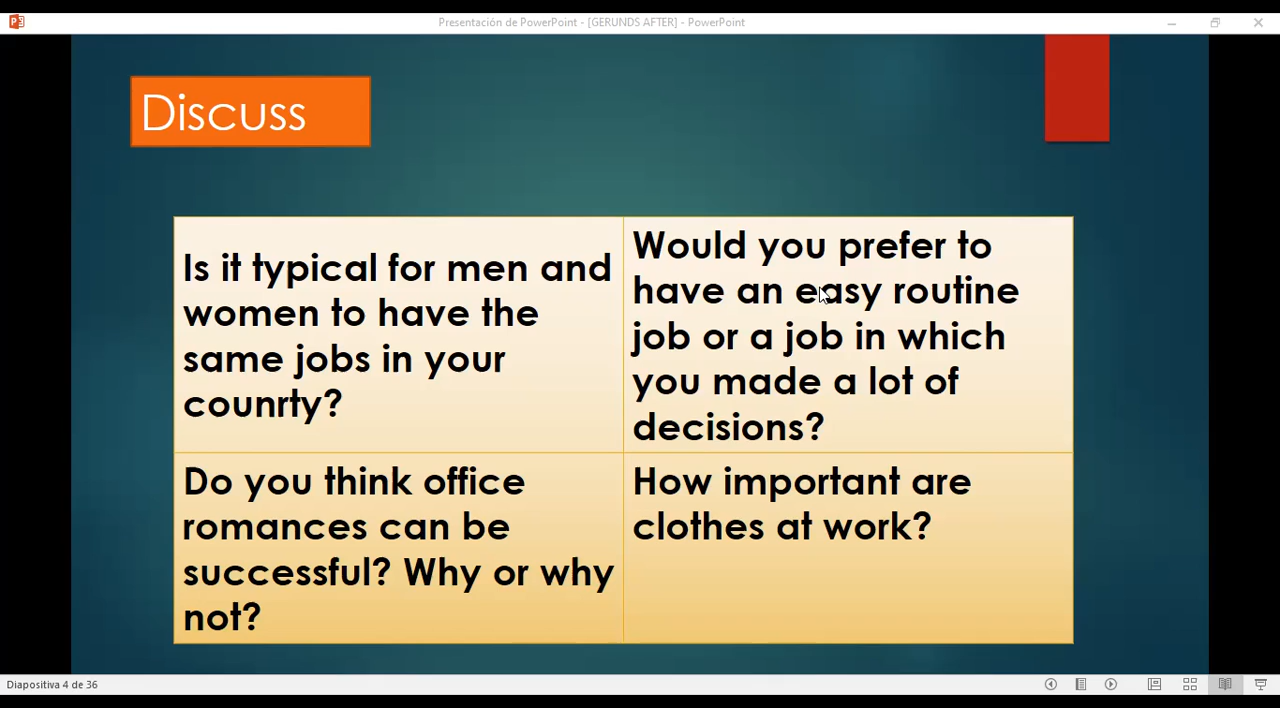 Presentación de PowerPoint - [GERUNDS AFTER] - PowerPoint
Discuss
Is it typical for men and
women to have the
same jobs in your
counrty?
Would you prefer to
have an easy routine
job or a job in which
you made a lot of
decisions?
Do you think office
romances can be
successful? Why or why
not?
How important are
clothes at work?
Diapositiva 4 de 36